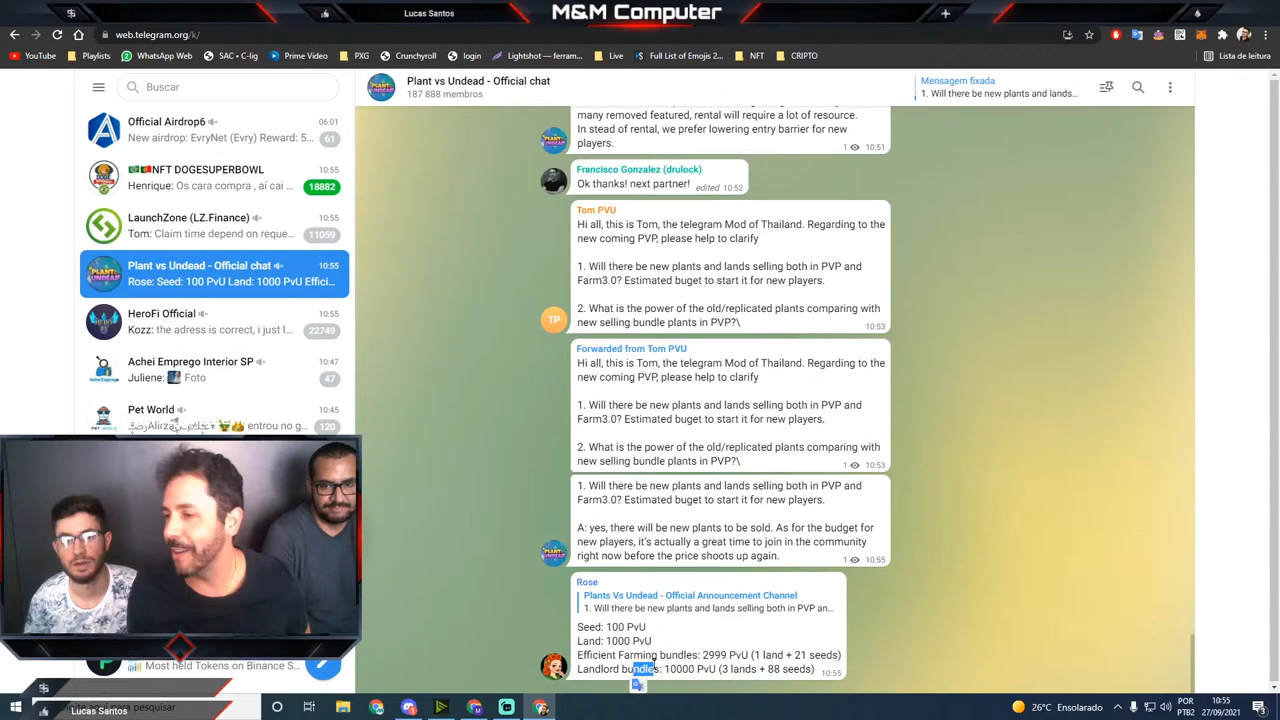 Lucas Santos
M&M Computer
web.telegram.org/k/
YouTube
Playlists
WhatsApp Web
SAC + C-lig
Prime Video
PXG
Crunchyroll
login
Lightshot — ferram...
Live
Full List of Emojis...
NFT
CRIPTO
Lista de leitura
Buscar
Plant vs Undead - Official chat
187 888 membros
Mensagem fixada
1. Will there be new plants and lands...
Official Airdrop6
06:01
New airdrop: EvryNet (Evry) Reward: 5...
61
NFT DOGESUPERBOWL
10:55
Henrique: Os cara compra , aí cai ...
18882
LaunchZone (LZ.Finance)
10:55
Tom: Claim time depend on reque...
11059
Plant vs Undead - Official chat
10:55
Rose: Seed: 100 PvU Land: 1000 PvU Effici...
HeroFi Official
10:55
Kozz: the adress is correct, i just l...
22749
Achei Emprego Interior SP
10:47
Juliene: Foto
47
Pet World
10:45
entrou no g...
120
Most held Tokens on Binance S...
many removed featured, rental will require a lot of resource.
In stead of rental, we prefer lowering entry barrier for new
players.
1 10:51
Francisco Gonzalez (drulock)
Ok thanks! next partner!
edited 10:52
Tom PVU
Hi all, this is Tom, the telegram Mod of Thailand. Regarding to the
new coming PVP, please help to clarify
1. Will there be new plants and lands selling both in PVP and
Farm3.0? Estimated buget to start it for new players.
2. What is the power of the old/replicated plants comparing with
new selling bundle plants in PVP?\
10:53
TP
Forwarded from Tom PVU
Hi all, this is Tom, the telegram Mod of Thailand. Regarding to the
new coming PVP, please help to clarify
1. Will there be new plants and lands selling both in PVP and
Farm3.0? Estimated buget to start it for new players.
2. What is the power of the old/replicated plants comparing with
new selling bundle plants in PVP?\
1 10:53
1. Will there be new plants and lands selling both in PVP and
Farm3.0? Estimated buget to start it for new players.
A: yes, there will be new plants to be sold. As for the budget for
new players, it's actually a great time to join in the community
right now before the price shoots up again.
1 10:55
Rose
Plants Vs Undead - Official Announcement Channel
1. Will there be new plants and lands selling both in PVP an...
Seed: 100 PvU
Land: 1000 PvU
Efficient Farming bundles: 2999 PvU (1 land + 21 seeds)
Landlord bundles: 10000 PvU (3 lands + 88 seeds)
10:55
aqui para pesquisar
Lucas Santos
26°C Ensolarado
POR
PTB2
10:55
27/09/2021